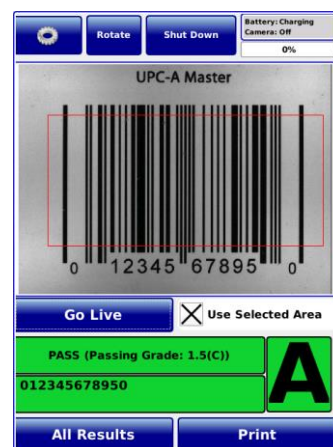 Rotate
Shut Down
Battery: Charging
Camera: Off
0%
UPC-A Master
0 12345 67895 0
Go Live
Use Selected Area
PASS (Passing Grade: 1.5(C))
A
012345678950
All Results
Print